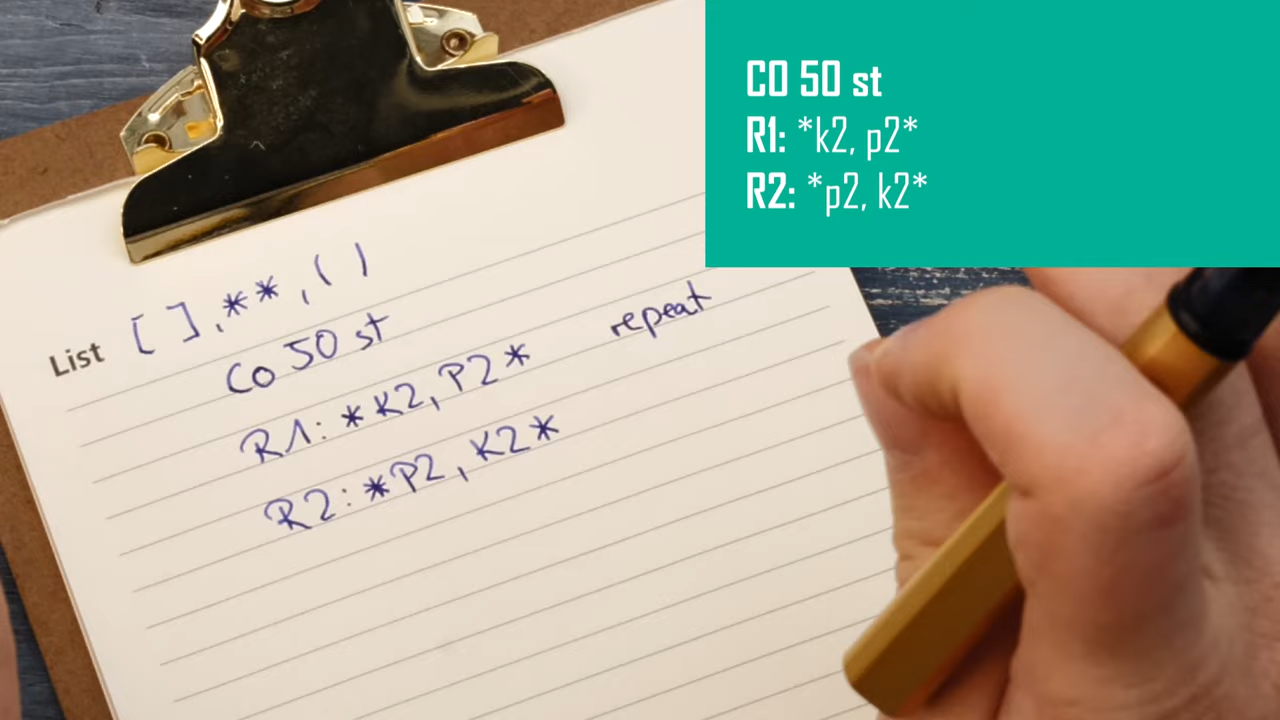 CO 50 st
R1: *k2, p2*
R2: *p2, k2*
List [ ], **, ( )
CO 50 st
R1: *K2, P2* repeat
R2: *P2, K2*